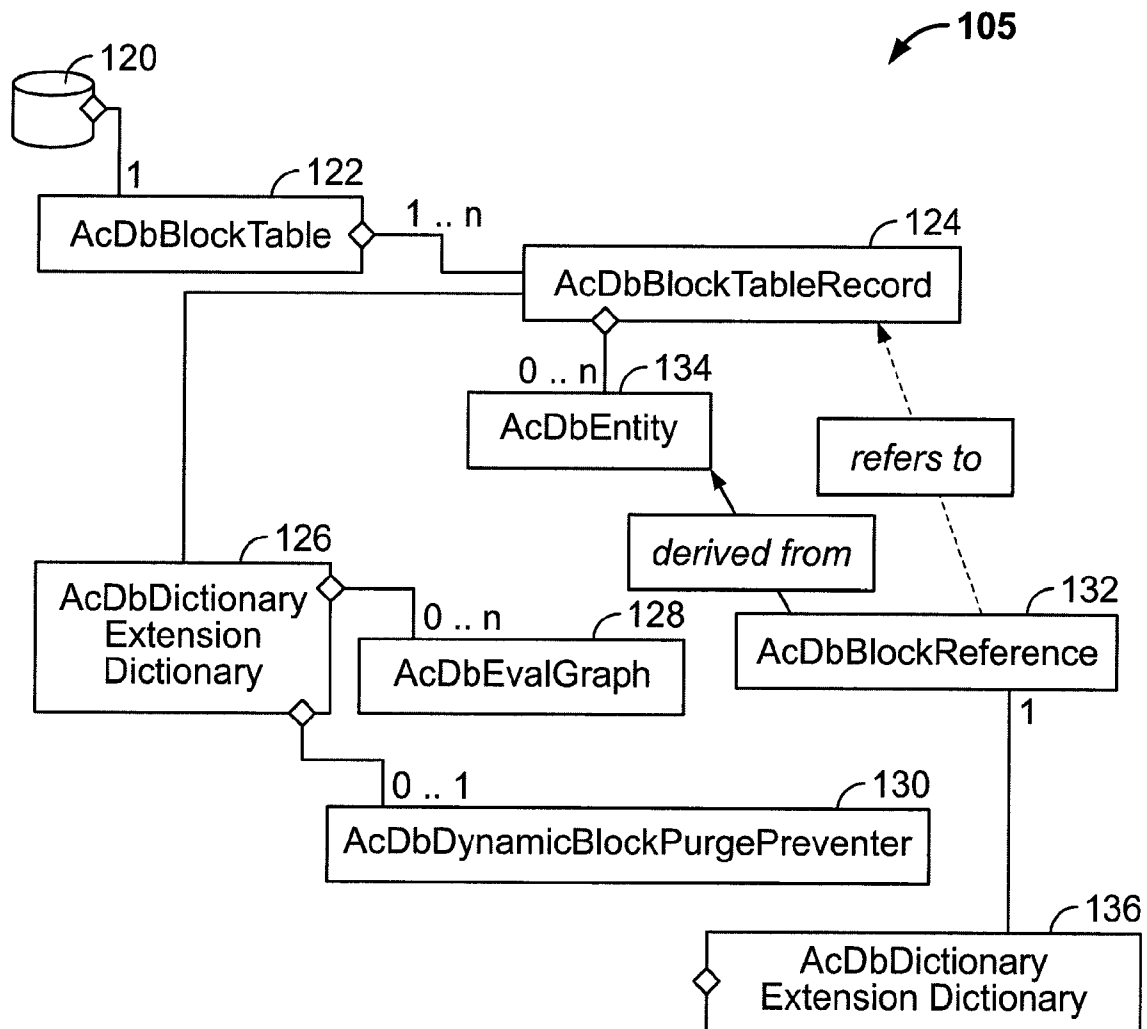 105
120
1
122
AcDbBlockTable
1 .. n
124
AcDbBlockTableRecord
0 .. n
134
AcDbEntity
refers to
derived from
126
AcDbDictionary
Extension
Dictionary
0 .. n
128
AcDbEvalGraph
132
AcDbBlockReference
1
0 .. 1
130
AcDbDynamicBlockPurgePreventer
136
AcDbDictionary
Extension Dictionary